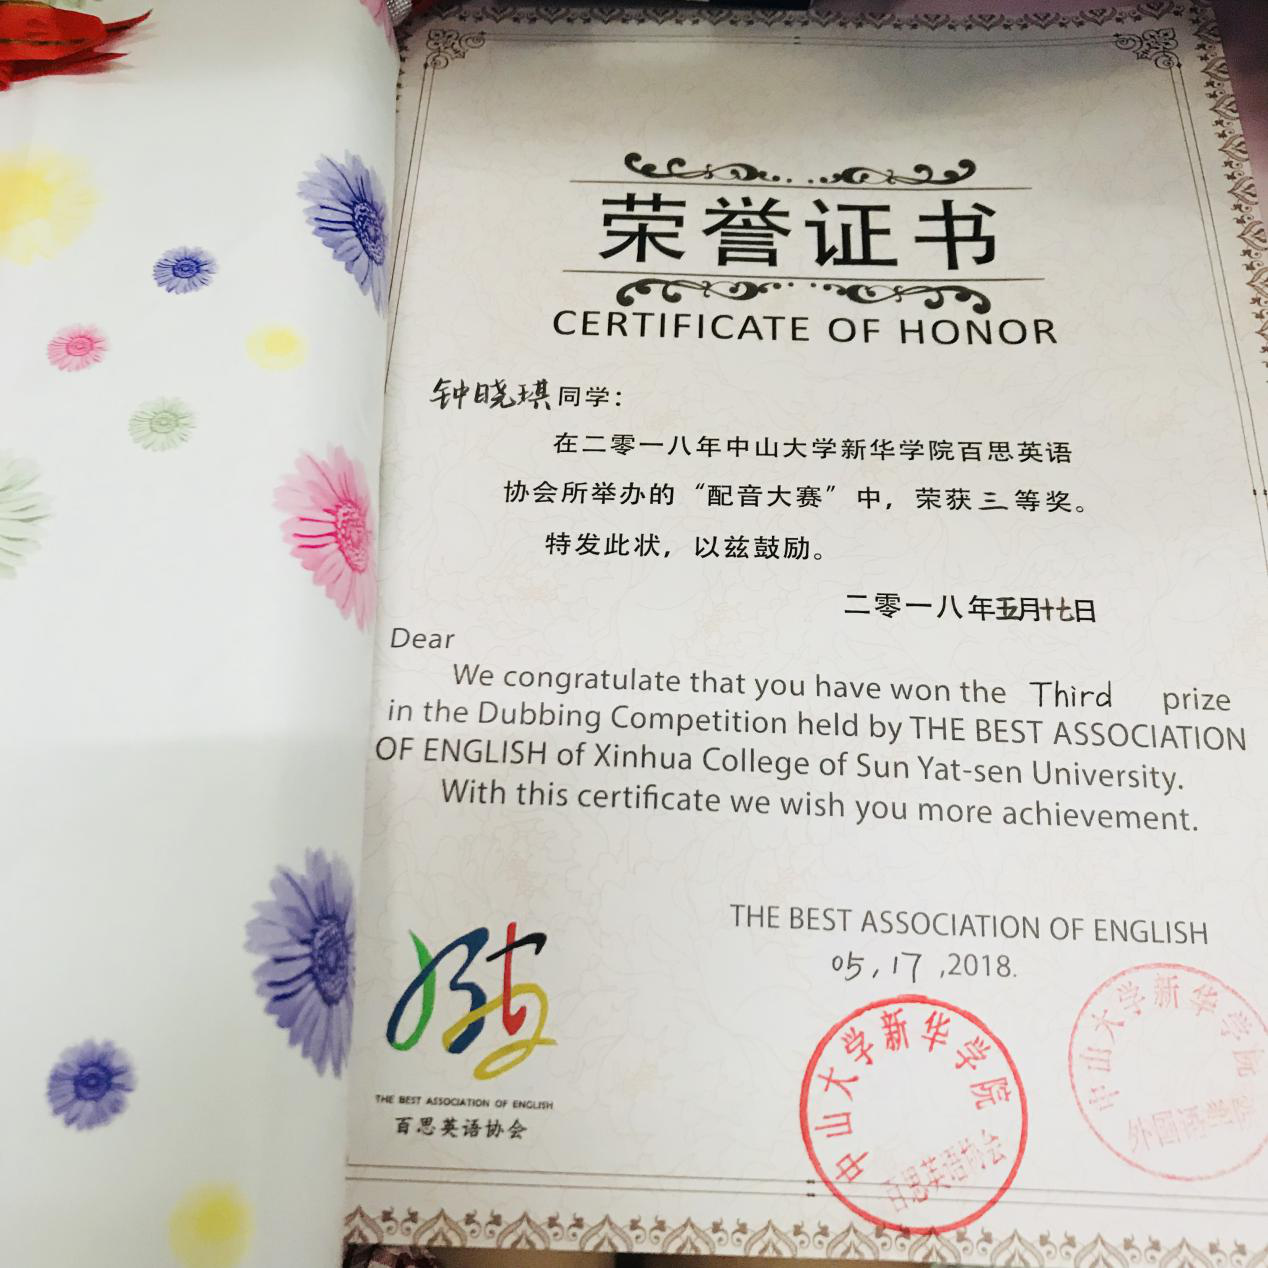 荣誉证书
CERTIFICATE OF HONOR
钟晓琪同学：
在二零一八年中山大学新华学院百思英语
协会所举办的“配音大赛”中，荣获三等奖。
特发此状，以兹鼓励。
二零一八年五月十七日
Dear
We congratulate that you have won the Third prize
in the Dubbing Competition held by THE BEST ASSOCIATION
OF ENGLISH of Xinhua College of Sun Yat-sen University.
With this certificate we wish you more achievement.
THE BEST ASSOCIATION OF ENGLISH
05,17,2018.
THE BEST ASSOCIATION OF ENGLISH
百思英语协会
中山大学新华学院
百思英语协会
中山大学新华学院
外国语学院